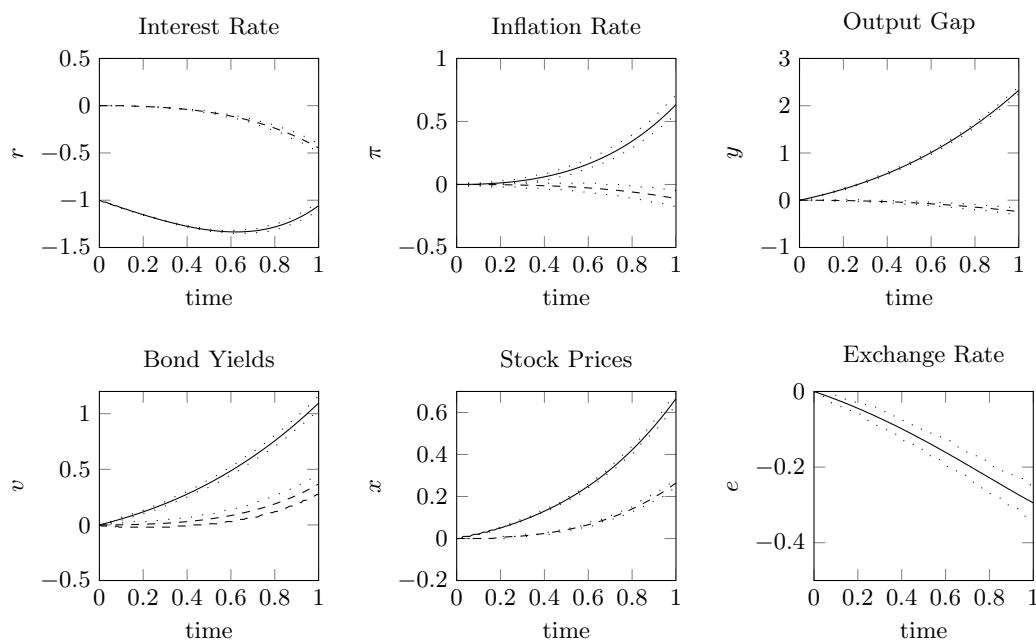 Interest Rate
0.5
0
−0.5
−1
−1.5
r
0 0.2 0.4 0.6 0.8 1
time
Inflation Rate
1
0.5
0
−0.5
π
0 0.2 0.4 0.6 0.8 1
time
Output Gap
3
2
1
0
−1
y
0 0.2 0.4 0.6 0.8 1
time
Bond Yields
1
0.5
0
−0.5
v
0 0.2 0.4 0.6 0.8 1
time
Stock Prices
0.6
0.4
0.2
0
−0.2
x
0 0.2 0.4 0.6 0.8 1
time
Exchange Rate
0
−0.2
−0.4
e
0 0.2 0.4 0.6 0.8 1
time